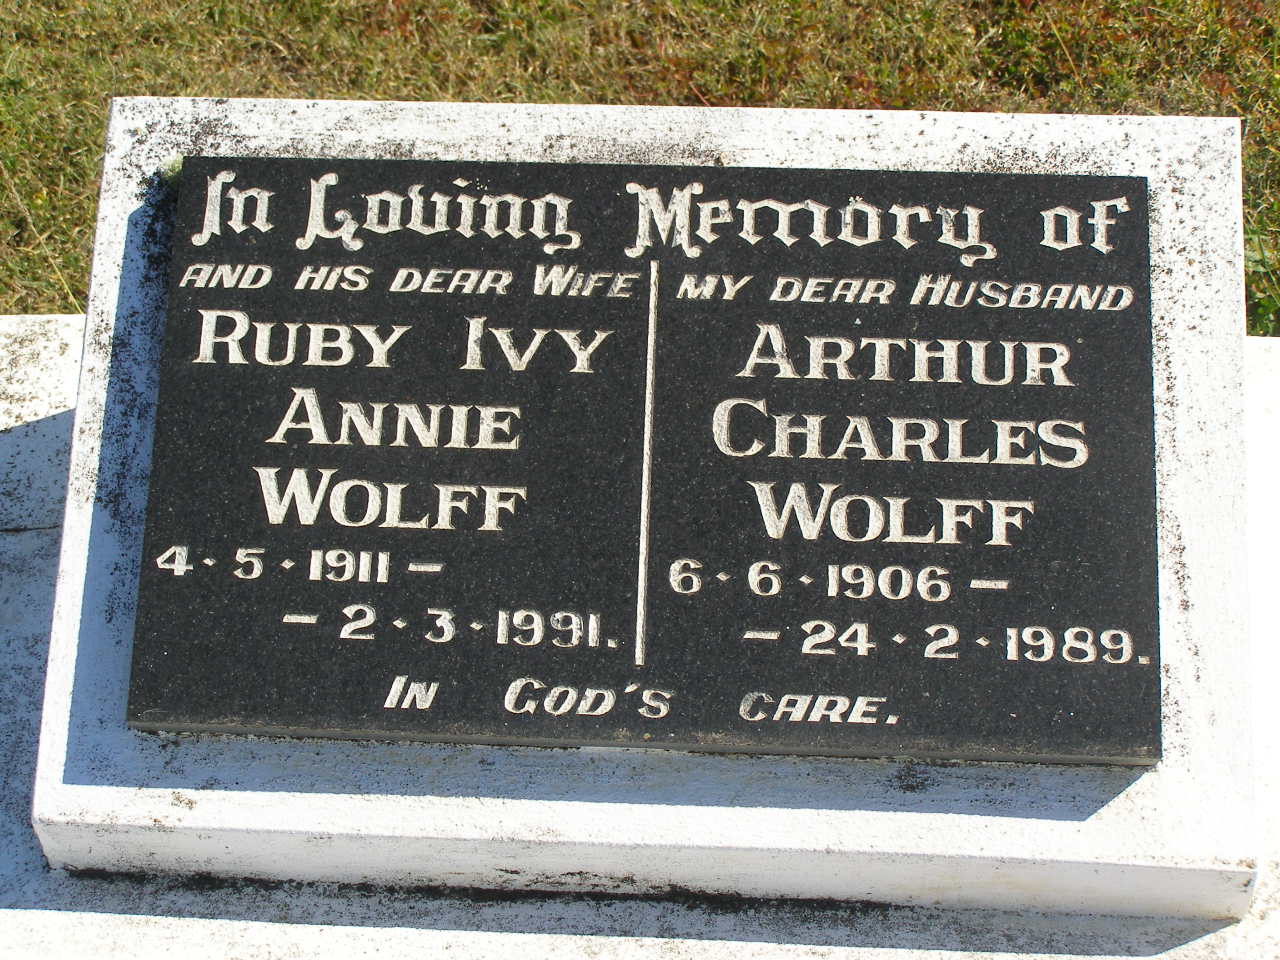 In Loving Memory of
AND HIS DEAR WIFE
RUBY IVY
ANNIE
WOLFF
4·5·1911–
–2·3·1991.
MY DEAR HUSBAND
ARTHUR
CHARLES
WOLFF
6·6·1906–
–24·2·1989.
IN GOD'S CARE.